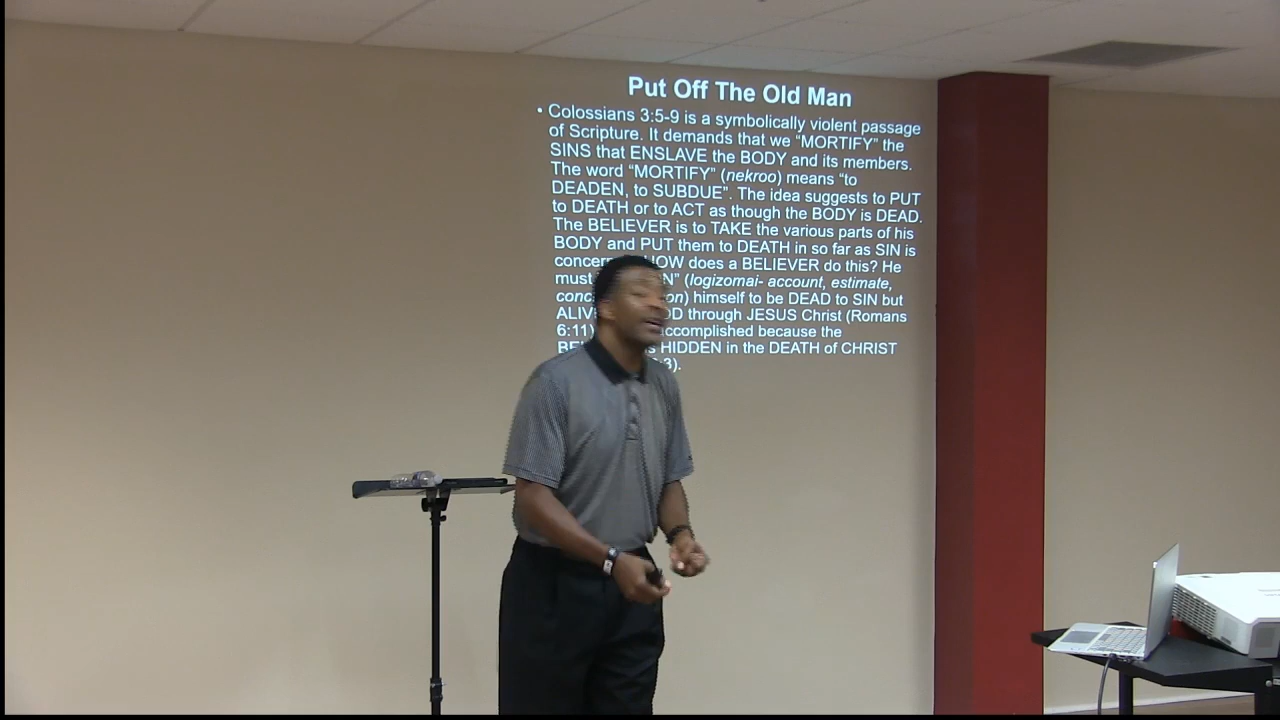 Put Off The Old Man
• Colossians 3:5-9 is a symbolically violent passage
of Scripture. It demands that we “MORTIFY” the
SINS that ENSLAVE the BODY and its members.
The word “MORTIFY” (nekroo) means “to
DEADEN, to SUBDUE”. The idea suggests to PUT
to DEATH or to ACT as though the BODY is DEAD.
The BELIEVER is to TAKE the various parts of his
BODY and PUT them to DEATH in so far as SIN is
does a BELIEVER do this? He
must (logizomai- account, estimate,
himself to be DEAD to SIN but
through JESUS Christ (Romans
6:11) accomplished because the
HIDDEN in the DEATH of CHRIST
3).